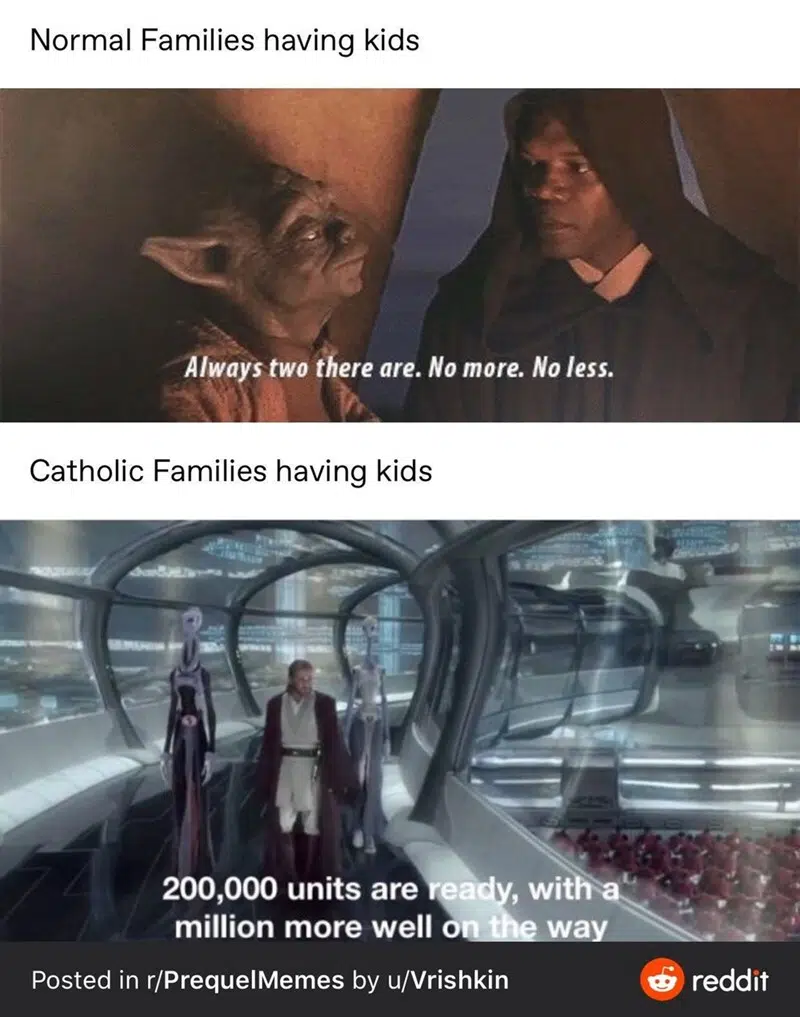 Normal Families having kids
Always two there are. No more. No less.
Catholic Families having kids
200,000 units are ready, with a
million more well on the way
Posted in r/PrequelMemes by u/Vrishkin
reddit